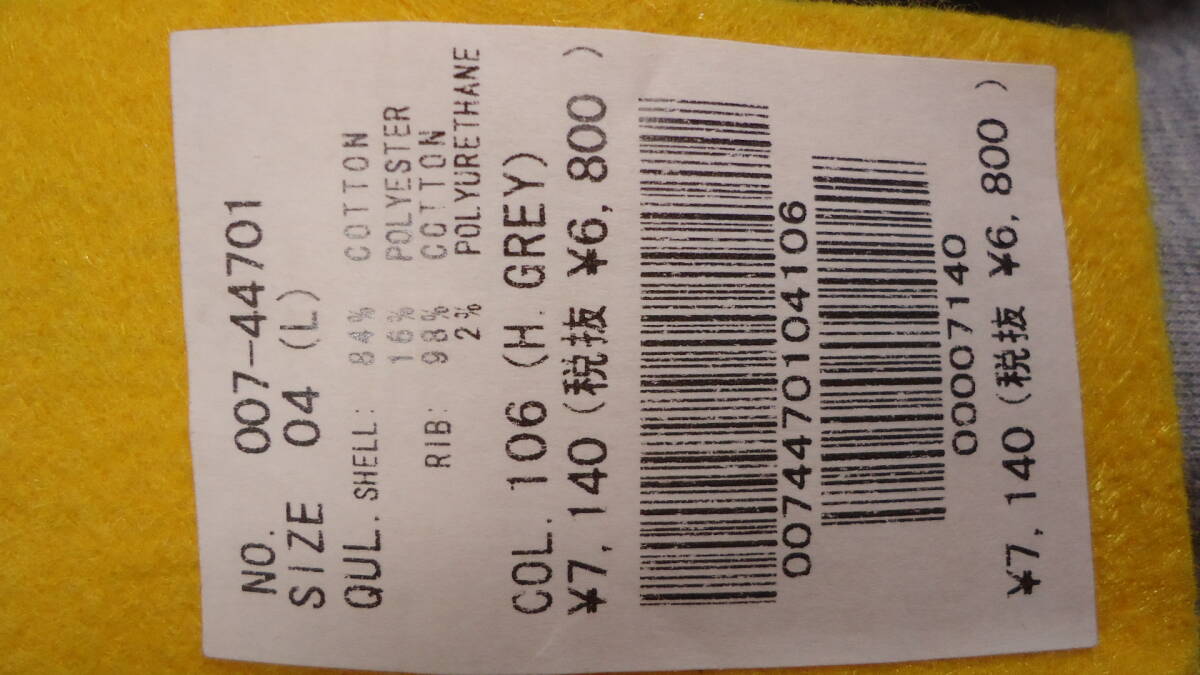 NO. 007-44701
SIZE 04 (L)
QUL. SHELL: 84% COTTON
16% POLYESTER
RIB: 98% COTTON
2% POLYURETHANE
COL. 106 (H. GREY)
¥7, 140 (税抜 ¥6, 800 )
0074470104106
00007140
¥7, 140 (税抜 ¥6, 800 )